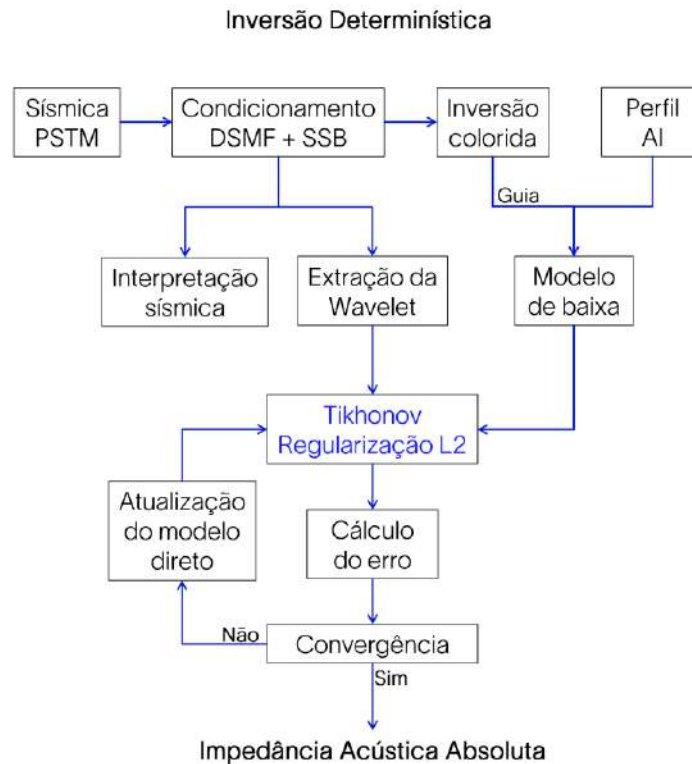 Inversão Determinística
Sísmica
PSTM
Condicionamento
DSMF + SSB
Inversão
colorida
Perfil
AI
Guia
Interpretação
sísmica
Extração da
Wavelet
Modelo
de baixa
Tikhonov
Regularização L2
Atualização
do modelo
direto
Cálculo
do erro
Não
Convergência
Sim
Impedância Acústica Absoluta